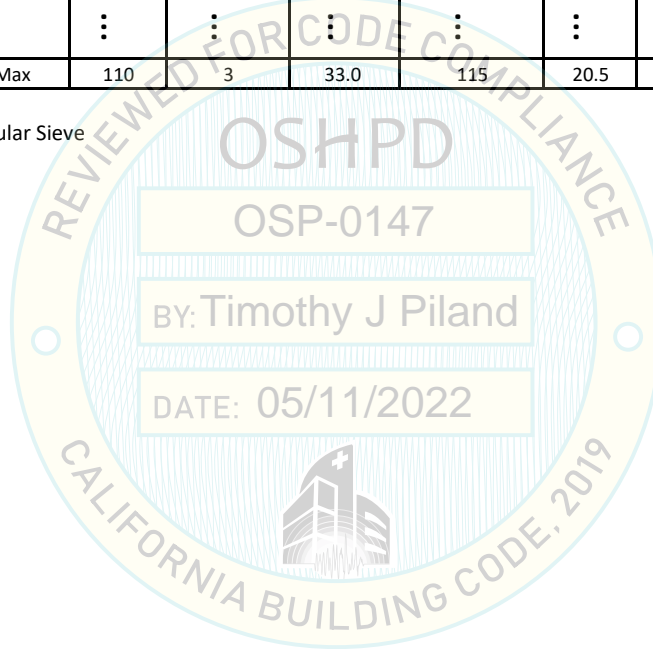 ⋮ ⋮ ⋮ ⋮ ⋮
Max 110 3 33.0 115 20.5
ular Sieve
REVIEWED FOR CODE COMPLIANCE
OSHPD
OSP-0147
BY: Timothy J Piland
DATE: 05/11/2022
CALIFORNIA BUILDING CODE, 2019